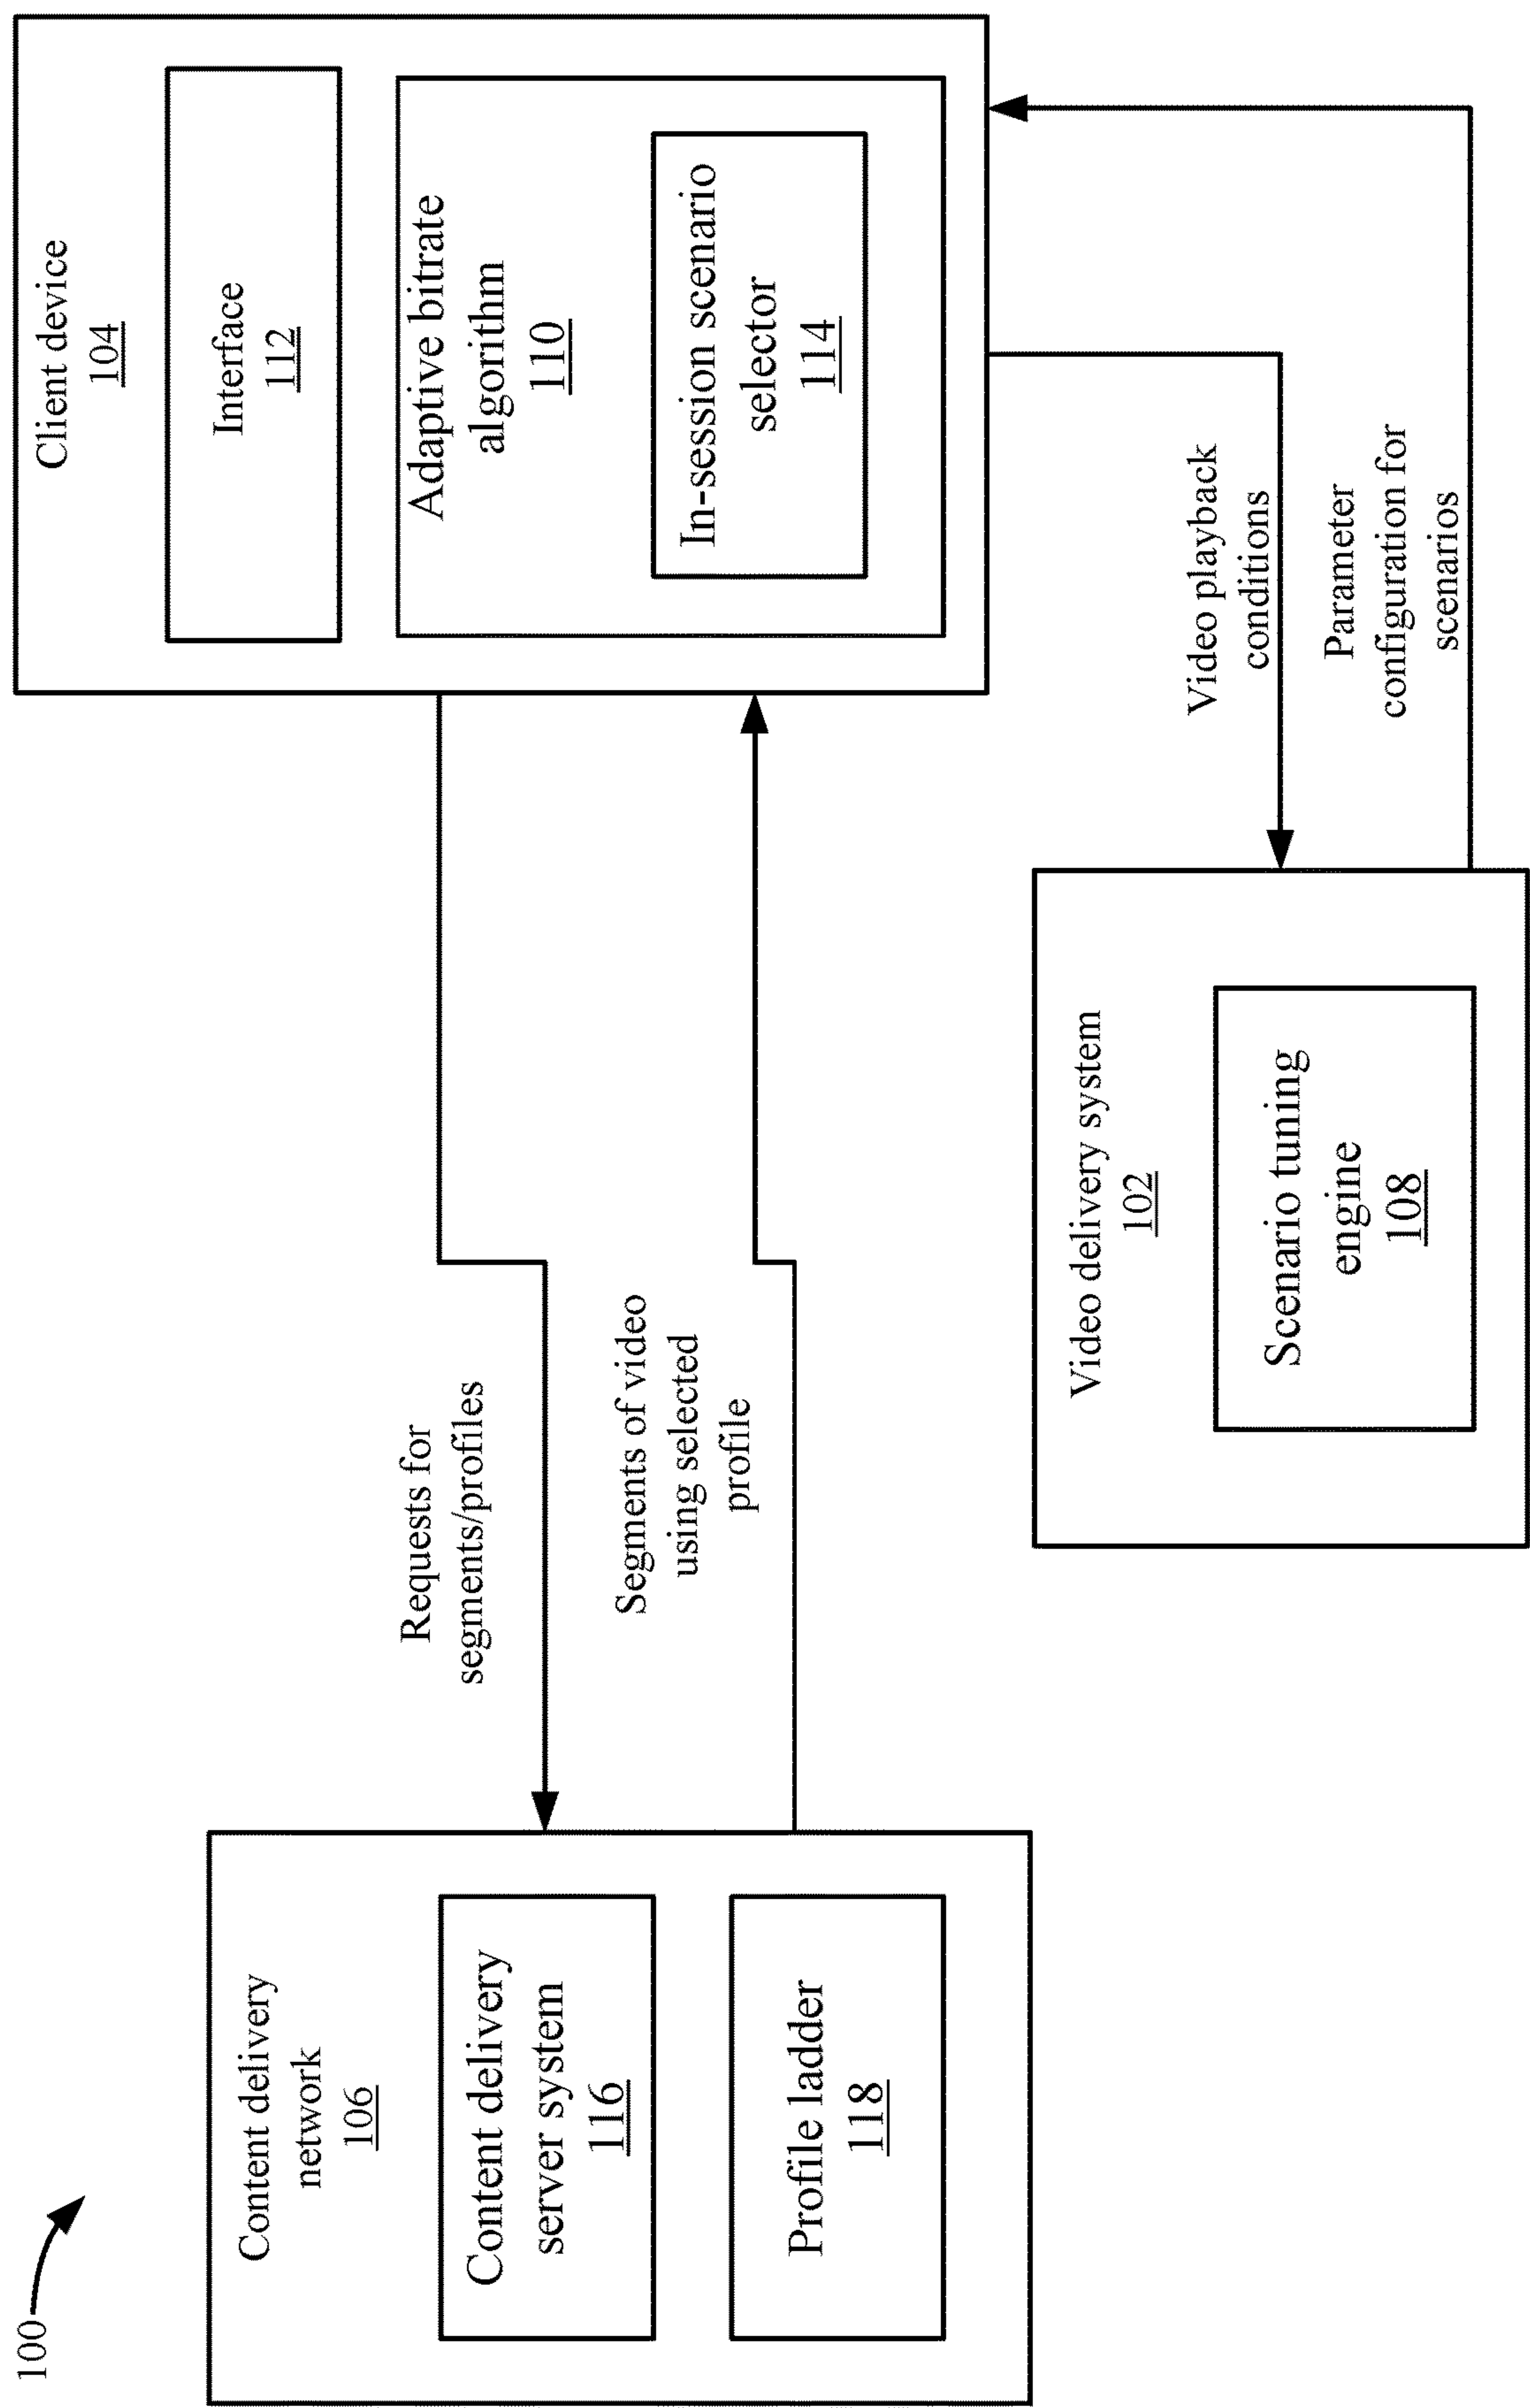 100
Content delivery
network
106
Content delivery
server system
116
Profile ladder
118
Requests for
segments/profiles
Segments of video
using selected
profile
Client device
104
Interface
112
Adaptive bitrate
algorithm
110
In-session scenario
selector
114
Video playback
conditions
Parameter
configuration for
scenarios
Video delivery system
102
Scenario tuning
engine
108